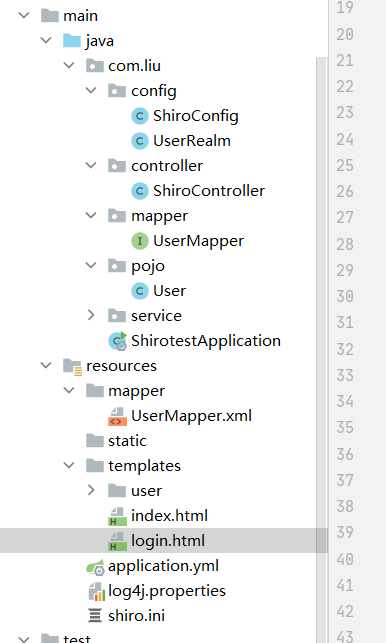 main
java
com.liu
config
C ShiroConfig
C UserRealm
controller
C ShiroController
mapper
I UserMapper
pojo
C User
service
ShirotestApplication
resources
mapper
UserMapper.xml
static
templates
user
H index.html
H login.html
application.yml
log4j.properties
shiro.ini
test
19
20
21
22
23
24
25
26
27
28
29
30
31
32
33
34
35
36
37
38
39
40
41
42
43